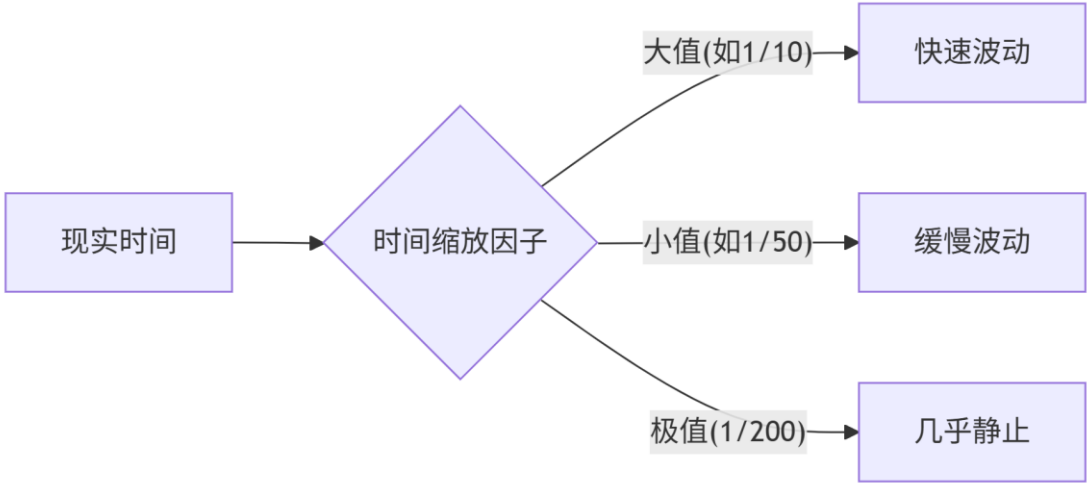 现实时间
时间缩放因子
大值(如1/10)
快速波动
小值(如1/50)
缓慢波动
极值(1/200)
几乎静止